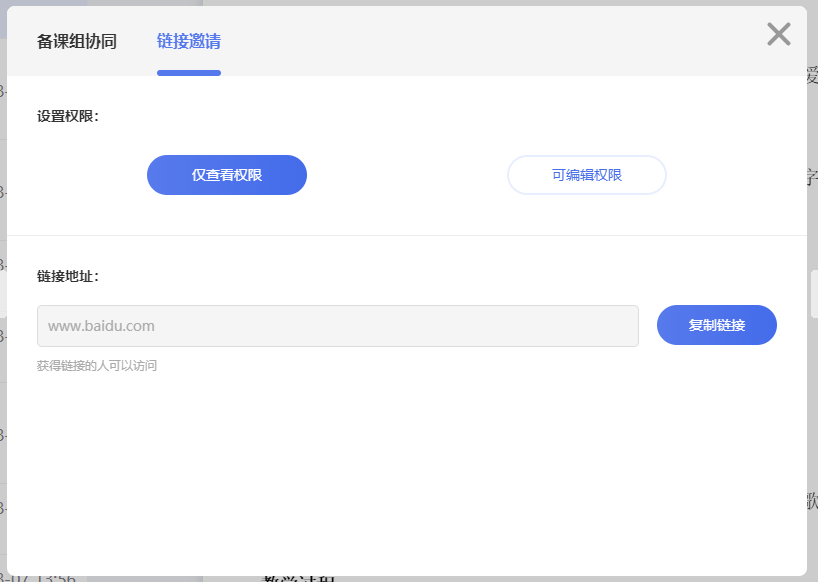 备课组协同
链接邀请
设置权限：
仅查看权限
可编辑权限
链接地址：
www.baidu.com
复制链接
获得链接的人可以访问